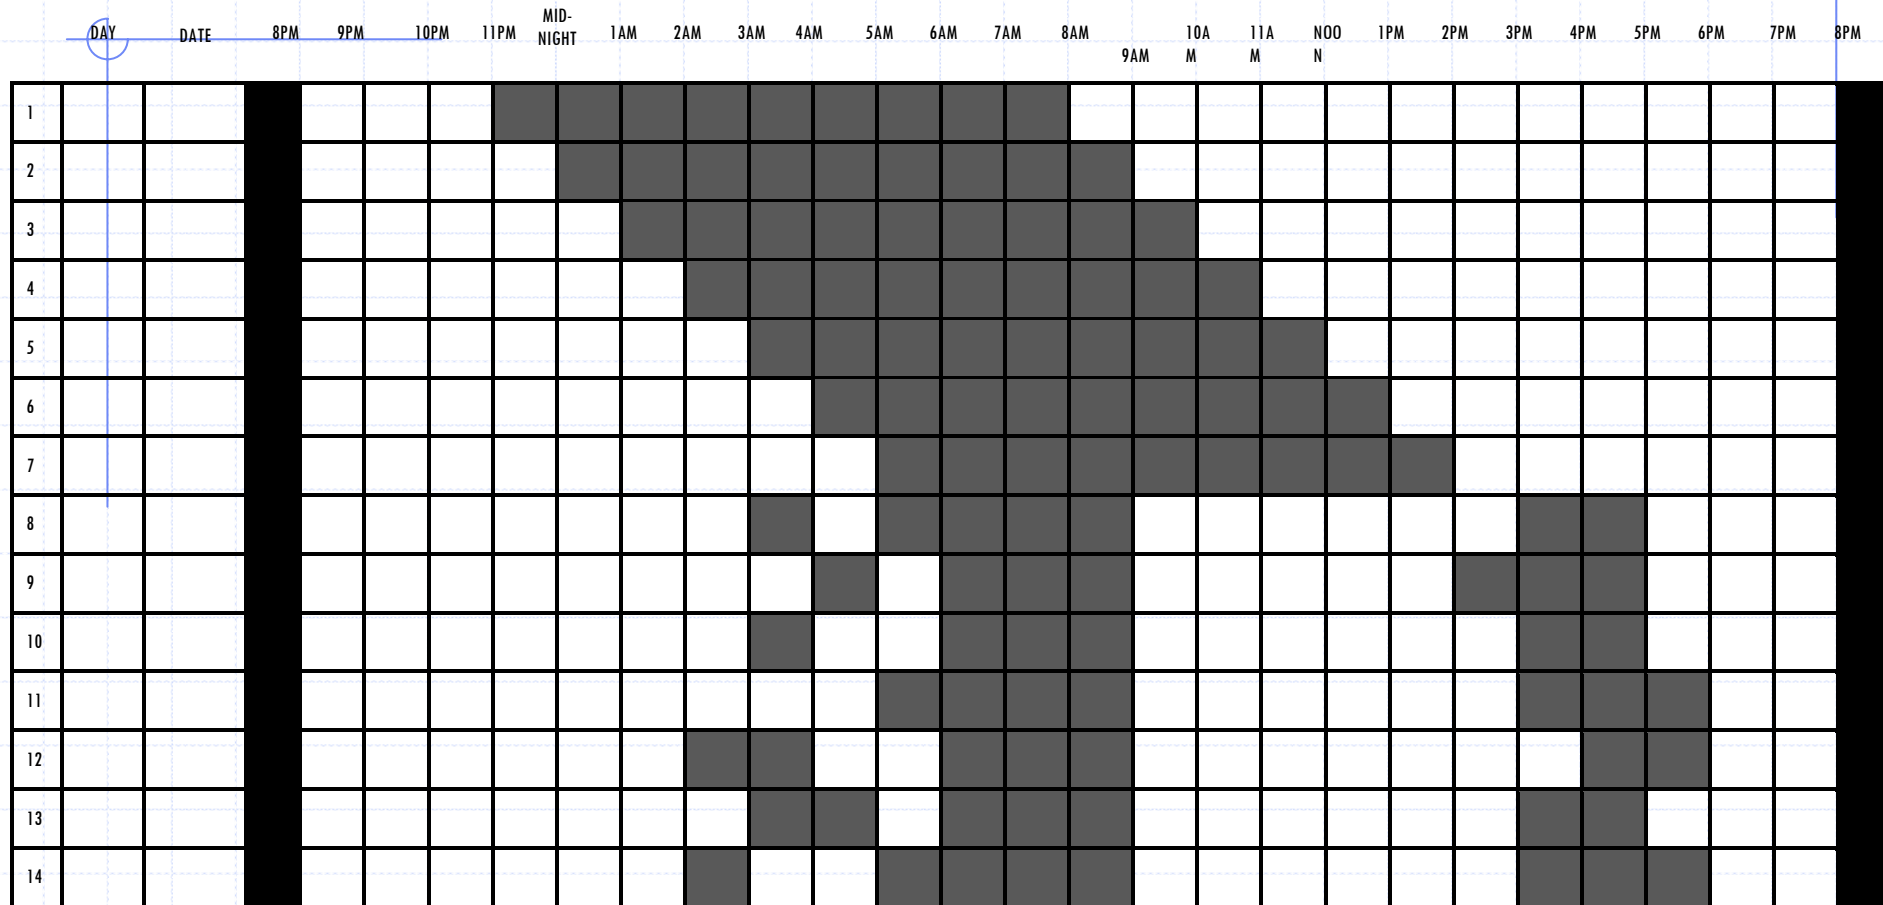 DAY DATE 8PM 9PM 10PM 11PM MID-
NIGHT 1AM 2AM 3AM 4AM 5AM 6AM 7AM 8AM
9AM 10A
M 11A
M NOO
N 1PM 2PM 3PM 4PM 5PM 6PM 7PM 8PM
1
2
3
4
5
6
7
8
9
10
11
12
13
14